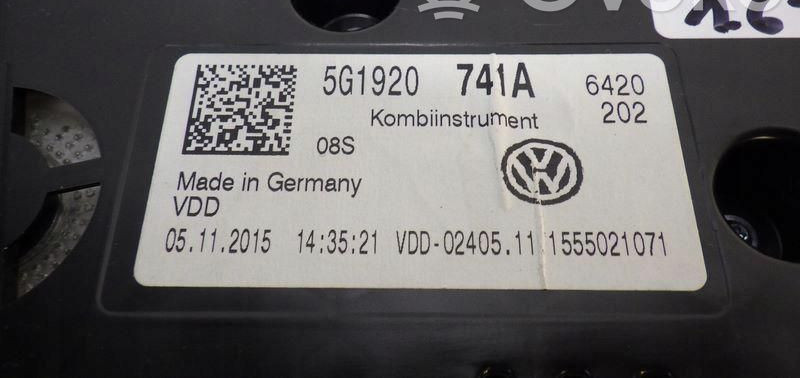 5G1920 741A 6420
Kombiinstrument 202
08S
Made in Germany
VDD
05.11.2015 14:35:21 VDD-02405.11 1555021071